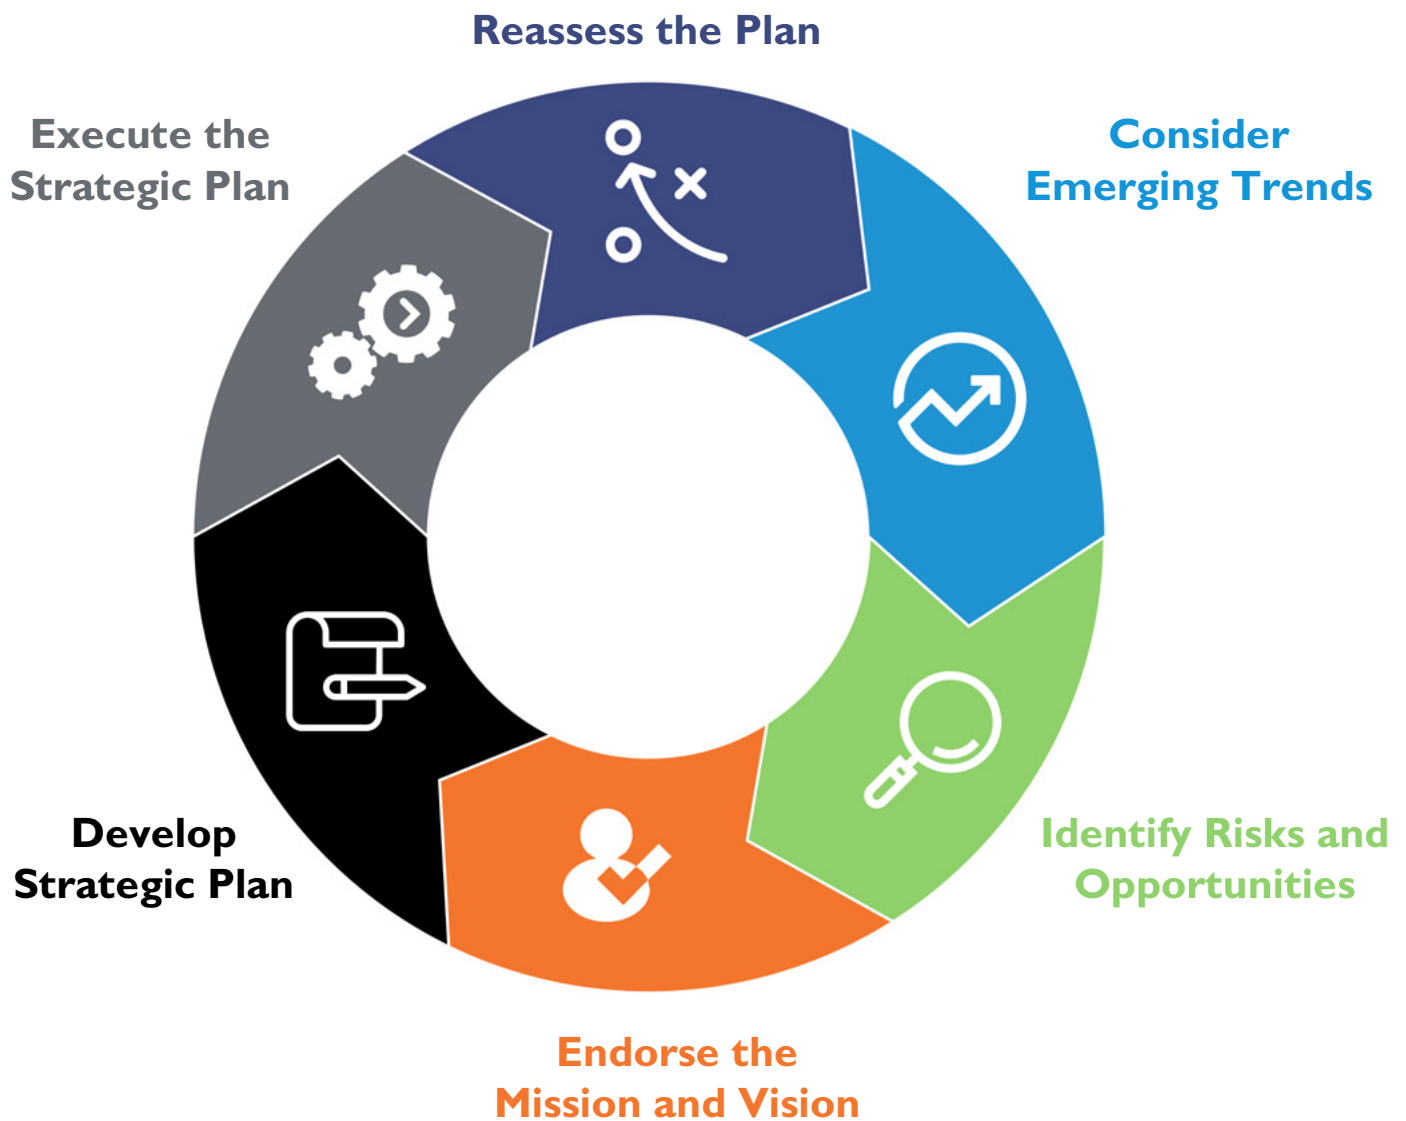 Reassess the Plan
Consider
Emerging Trends
Identify Risks and
Opportunities
Endorse the
Mission and Vision
Develop
Strategic Plan
Execute the
Strategic Plan